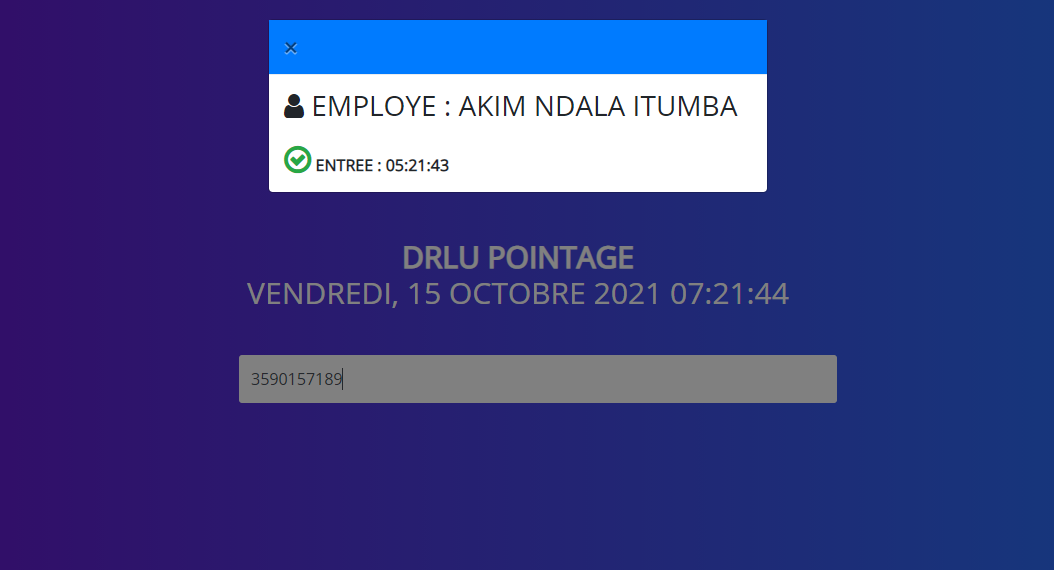 ×
EMPLOYE : AKIM NDALA ITUMBA
ENTREE : 05:21:43
DRLU POINTAGE
VENDREDI, 15 OCTOBRE 2021 07:21:44
3590157189